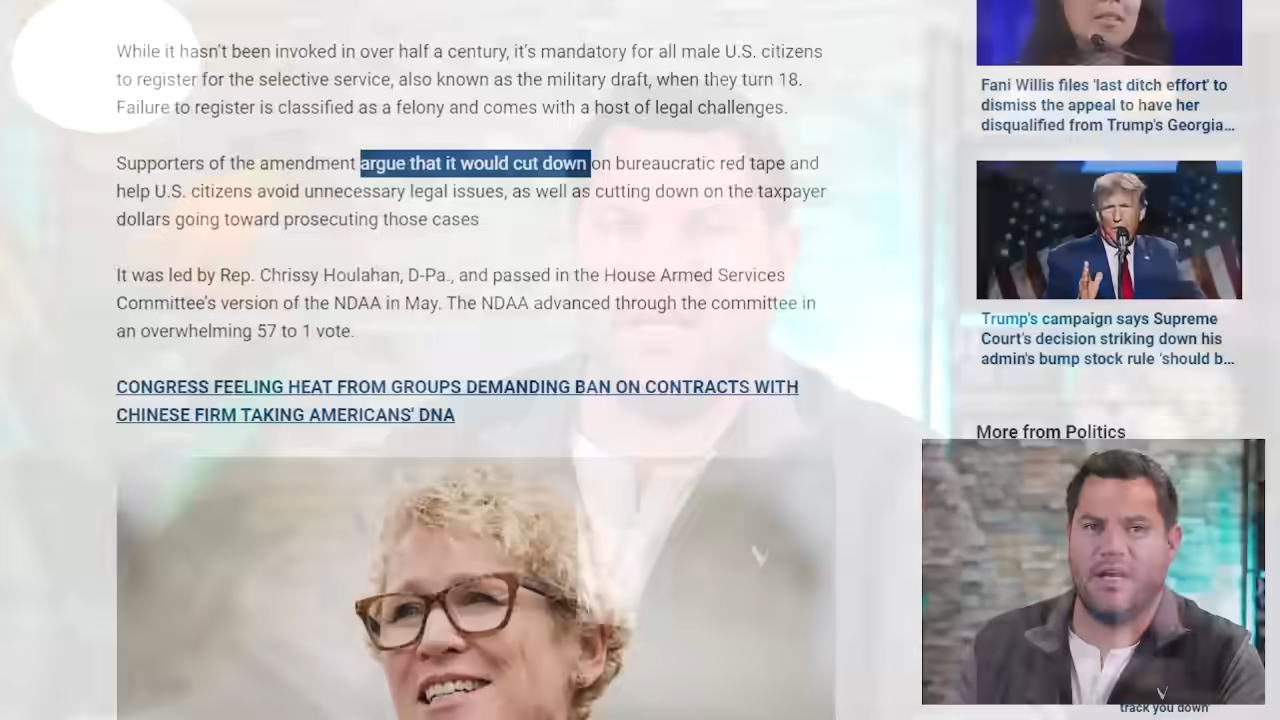 While it hasn’t been invoked in over half a century, it’s mandatory for all male U.S. citizens
to register for the selective service, also known as the military draft, when they turn 18.
Failure to register is classified as a felony and comes with a host of legal challenges.
Supporters of the amendment argue that it would cut down on bureaucratic red tape and
help U.S. citizens avoid unnecessary legal issues, as well as cutting down on the taxpayer
dollars going toward prosecuting those cases
It was led by Rep. Chrissy Houlahan, D-Pa., and passed in the House Armed Services
Committee’s version of the NDAA in May. The NDAA advanced through the committee in
an overwhelming 57 to 1 vote.
CONGRESS FEELING HEAT FROM GROUPS DEMANDING BAN ON CONTRACTS WITH
CHINESE FIRM TAKING AMERICANS' DNA
Fani Willis files 'last ditch effort' to
dismiss the appeal to have her
disqualified from Trump's Georgia...
Trump's campaign says Supreme
Court's decision striking down his
admin's bump stock rule 'should b...
More from Politics
track you down'